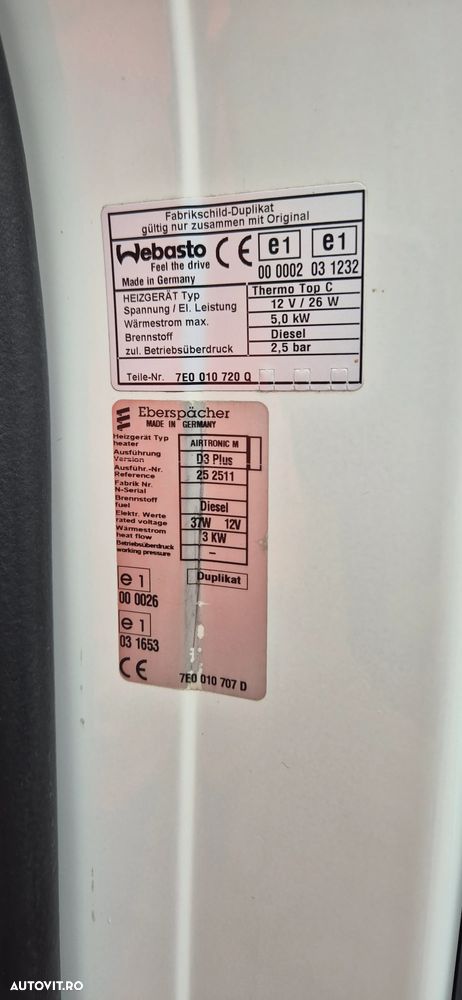 Fabrikschild-Duplikat
gültig nur zusammen mit Original
Webasto CE e1 e1
Feel the drive
Made in Germany 00 0002 03 1232
HEIZGERÄT Typ Thermo Top C
Spannung / El. Leistung 12 V / 26 W
Wärmestrom max. 5,0 kW
Brennstoff Diesel
zul. Betriebsüberdruck 2,5 bar
Teile-Nr. 7E0 010 720 Q
Eberspächer
MADE IN GERMANY
Heizgerät Typ AIRTRONIC M
heater
Ausführung D3 Plus
Version
Ausführ.-Nr. 25 2511
Reference
Fabrik Nr.
N-Serial
Brennstoff Diesel
fuel
Elektr. Werte 37W 12V
rated voltage
Wärmestrom 3 KW
heat flow
Betriebsüberdruck –
working pressure
e1 Duplikat
00 0026
e1
03 1653
CE 7E0 010 707 D
AUTOVIT.RO